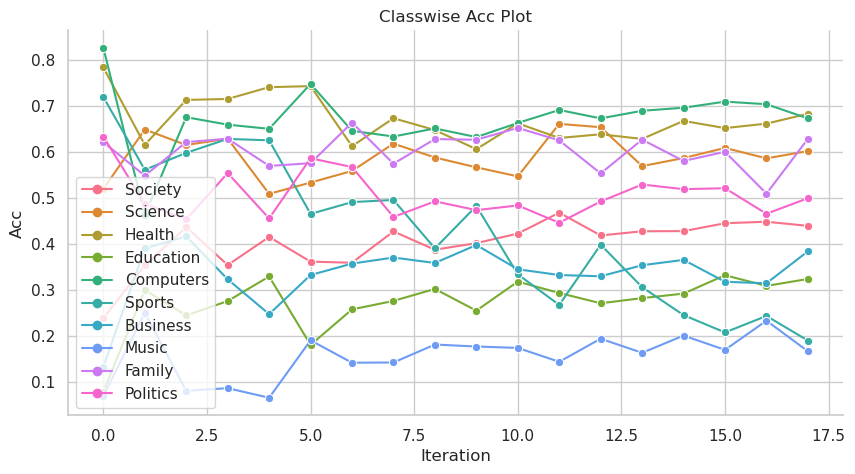 Classwise Acc Plot
Acc
0.8
0.7
0.6
0.5
0.4
0.3
0.2
0.1
Society
Science
Health
Education
Computers
Sports
Business
Music
Family
Politics
0.0 2.5 5.0 7.5 10.0 12.5 15.0 17.5
Iteration